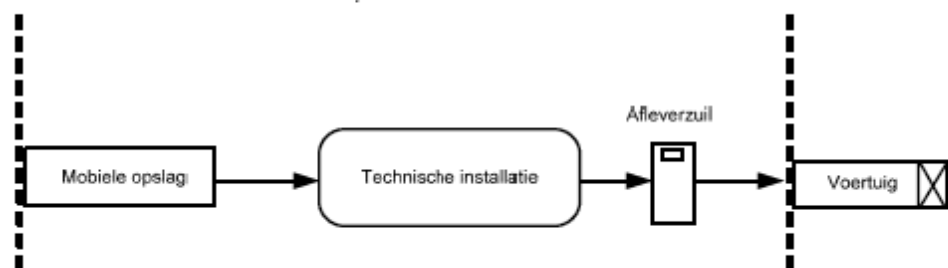 Afleverzuil
Mobiele opslag
Technische installatie
Voertuig